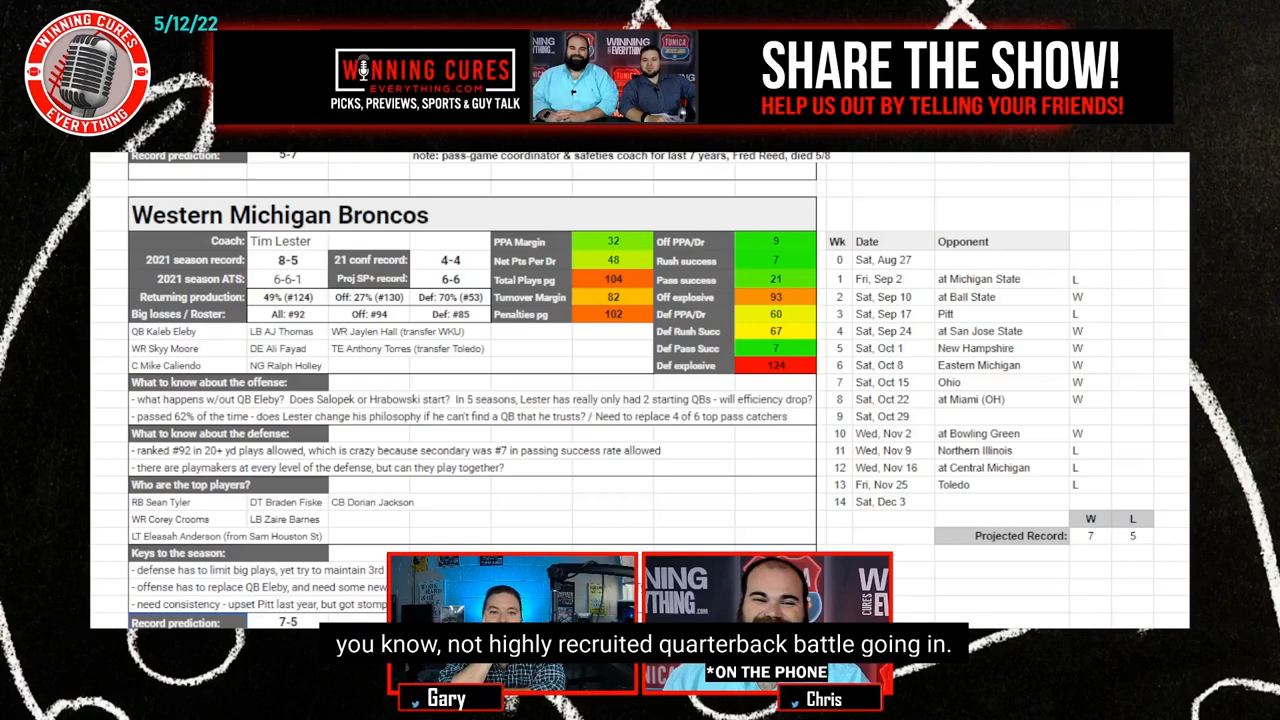 5/12/22
WINNING CURES
EVERYTHING
WINNING CURES
EVERYTHING.COM
PICKS, PREVIEWS, SPORTS & GUY TALK
WINNING
TUNICA
SHARE THE SHOW!
HELP US OUT BY TELLING YOUR FRIENDS!
Record prediction: 5-7 note: pass-game coordinator & safeties coach for last 7 years, Fred Reed, died 5/8
Western Michigan Broncos
Coach: Tim Lester PPA Margin 32 Off PPA/Dr 9
2021 season record: 8-5 21 conf record: 4-4 Net Pts Per Dr 48 Rush success 7
2021 season ATS: 6-6-1 Proj SP+ record: 6-6 Total Plays pg 104 Pass success 21
Returning production: 49% (#124) Off: 27% (#130) Def: 70% (#53) Turnover Margin 82 Off explosive 93
Big losses / Roster: All: #92 Off: #94 Def: #85 Penalties pg 102 Def PPA/Dr 60
QB Kaleb Eleby LB AJ Thomas WR Jaylen Hall (transfer WKU) Def Rush Succ 67
WR Skyy Moore DE Ali Fayad TE Anthony Torres (transfer Toledo) Def Pass Succ 7
C Mike Caliendo NG Ralph Holley Def explosive 124
What to know about the offense:
- what happens w/out QB Eleby? Does Salopek or Hrabowski start? In 5 seasons, Lester has really only had 2 starting QBs - will efficiency drop?
- passed 62% of the time - does Lester change his philosophy if he can't find a QB that he trusts? / Need to replace 4 of 6 top pass catchers
What to know about the defense:
- ranked #92 in 20+ yd plays allowed, which is crazy because secondary was #7 in passing success rate allowed
- there are playmakers at every level of the defense, but can they play together?
Who are the top players?
RB Sean Tyler DT Braden Fiske CB Dorian Jackson
WR Corey Crooms LB Zaire Barnes
LT Eleaah Anderson (from Sam Houston St)
Keys to the season:
- defense has to limit big plays, yet try to maintain 3rd
- offense has to replace QB Eleby, and need some new
- need consistency - upset Pitt last year, but got stomp
Record prediction: 7-5
Wk Date Opponent
0 Sat, Aug 27
1 Fri, Sep 2 at Michigan State L
2 Sat, Sep 10 at Ball State W
3 Sat, Sep 17 Pitt L
4 Sat, Sep 24 at San Jose State W
5 Sat, Oct 1 New Hampshire W
6 Sat, Oct 8 Eastern Michigan W
7 Sat, Oct 15 Ohio W
8 Sat, Oct 22 at Miami (OH) W
9 Sat, Oct 29
10 Wed, Nov 2 at Bowling Green W
11 Wed, Nov 9 Northern Illinois L
12 Wed, Nov 16 at Central Michigan L
13 Fri, Nov 25 Toledo L
14 Sat, Dec 3
W L
Projected Record: 7 5
you know, not highly recruited quarterback battle going in.
*ON THE PHONE
Gary
Chris